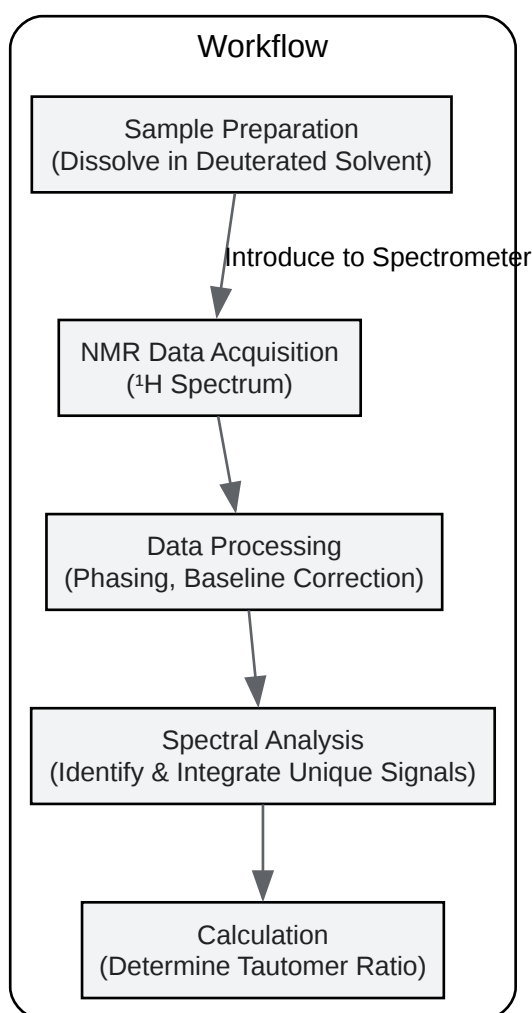 Workflow
Sample Preparation
(Dissolve in Deuterated Solvent)
Introduce to Spectrometer
NMR Data Acquisition
(¹H Spectrum)
Data Processing
(Phasing, Baseline Correction)
Spectral Analysis
(Identify & Integrate Unique Signals)
Calculation
(Determine Tautomer Ratio)